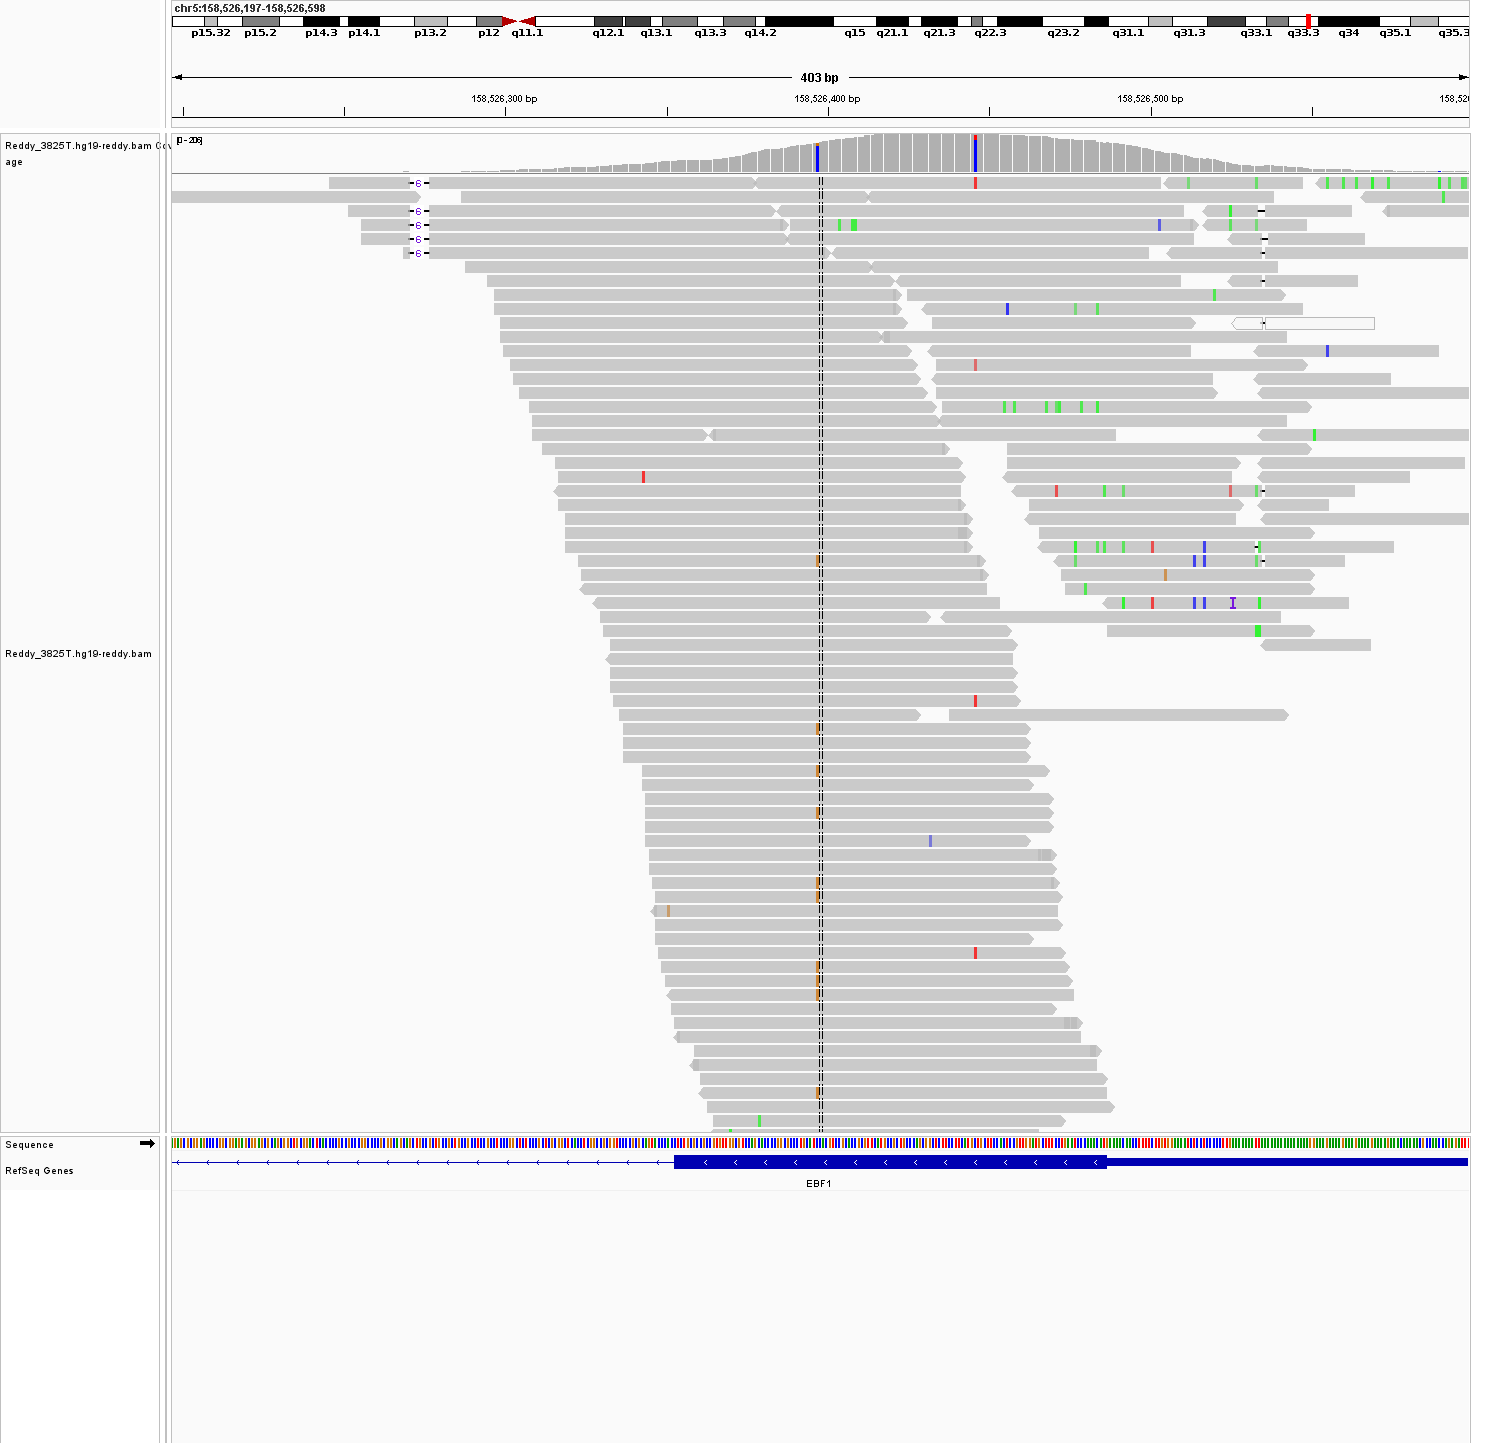 chr5:158,526,197-158,526,598
p15.32 p15.2 p14.3 p14.1 p13.2 p12 q11.1 q12.1 q13.1 q13.3 q14.2 q15 q21.1 q21.3 q22.3 q23.2 q31.1 q31.3 q33.1 q33.3 q34 q35.1 q35.3
403 bp
158,526,300 bp 158,526,400 bp 158,526,500 bp 158,520
Reddy_3825T.hg19-reddy.bam Cov
age
[0 - 206]
6
6
6
6
6
Reddy_3825T.hg19-reddy.bam
Sequence
RefSeq Genes
EBF1